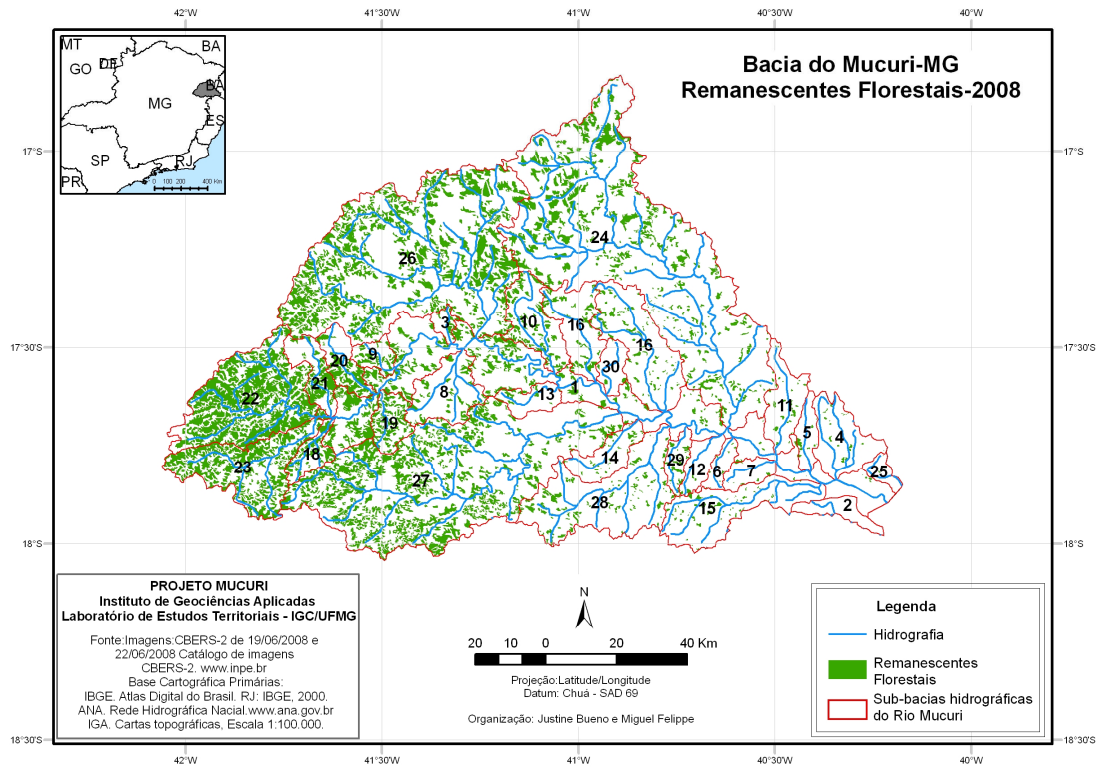 42°W 41°30'W 41°W 40°30'W 40°W
MT
BA
GO
DF
BA
MG
ES
SP
RJ
PR
0 100 200 400 Km
Bacia do Mucuri-MG
Remanescentes Florestais-2008
17°S 17°S
24
26
3 10 16
16
20 9
30
21 8 13 1
22
11
19 5 4
18 14
23 29 12 6 7 25
27
28 15 2
17°30'S 17°30'S
18°S 18°S
PROJETO MUCURI
Instituto de Geociências Aplicadas
Laboratório de Estudos Territoriais - IGC/UFMG
Fonte:Imagens:CBERS-2 de 19/06/2008 e
22/06/2008 Catálogo de imagens
CBERS-2. www.inpe.br
Base Cartográfica Primárias:
IBGE. Atlas Digital do Brasil. RJ: IBGE, 2000.
ANA. Rede Hidrográfica Nacial.www.ana.gov.br
IGA. Cartas topográficas, Escala 1:100.000.
N
20 10 0 20 40 Km
Projeção:Latitude/Longitude
Datum: Chuá - SAD 69
Organização: Justine Bueno e Miguel Felippe
Legenda
Hidrografia
Remanescentes
Florestais
Sub-bacias hidrográficas
do Rio Mucuri
18°30'S 18°30'S
42°W 41°30'W 41°W 40°30'W 40°W